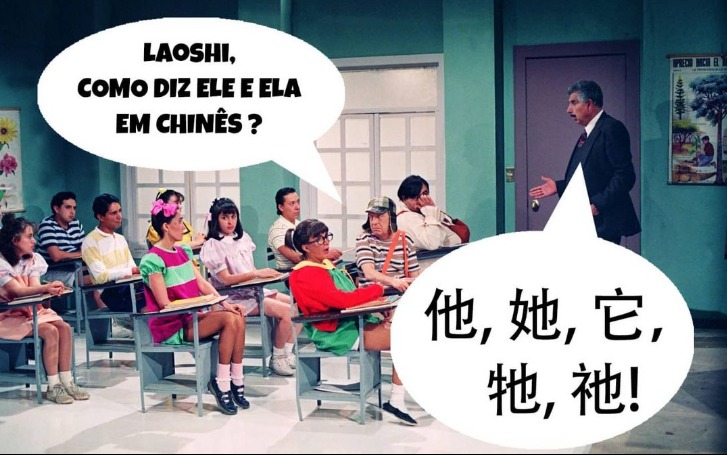 LAOSHI,
COMO DIZ ELE E ELA
EM CHINÊS ?
他, 她, 它,
牠, 祂!